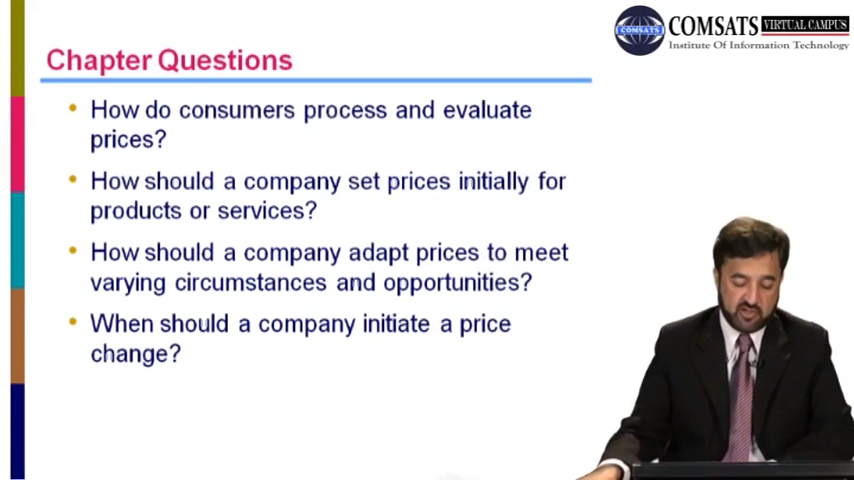 COMSATS VIRTUAL CAMPUS
Institute Of Information Technology
COMSATS
Chapter Questions
• How do consumers process and evaluate
prices?
• How should a company set prices initially for
products or services?
• How should a company adapt prices to meet
varying circumstances and opportunities?
• When should a company initiate a price
change?